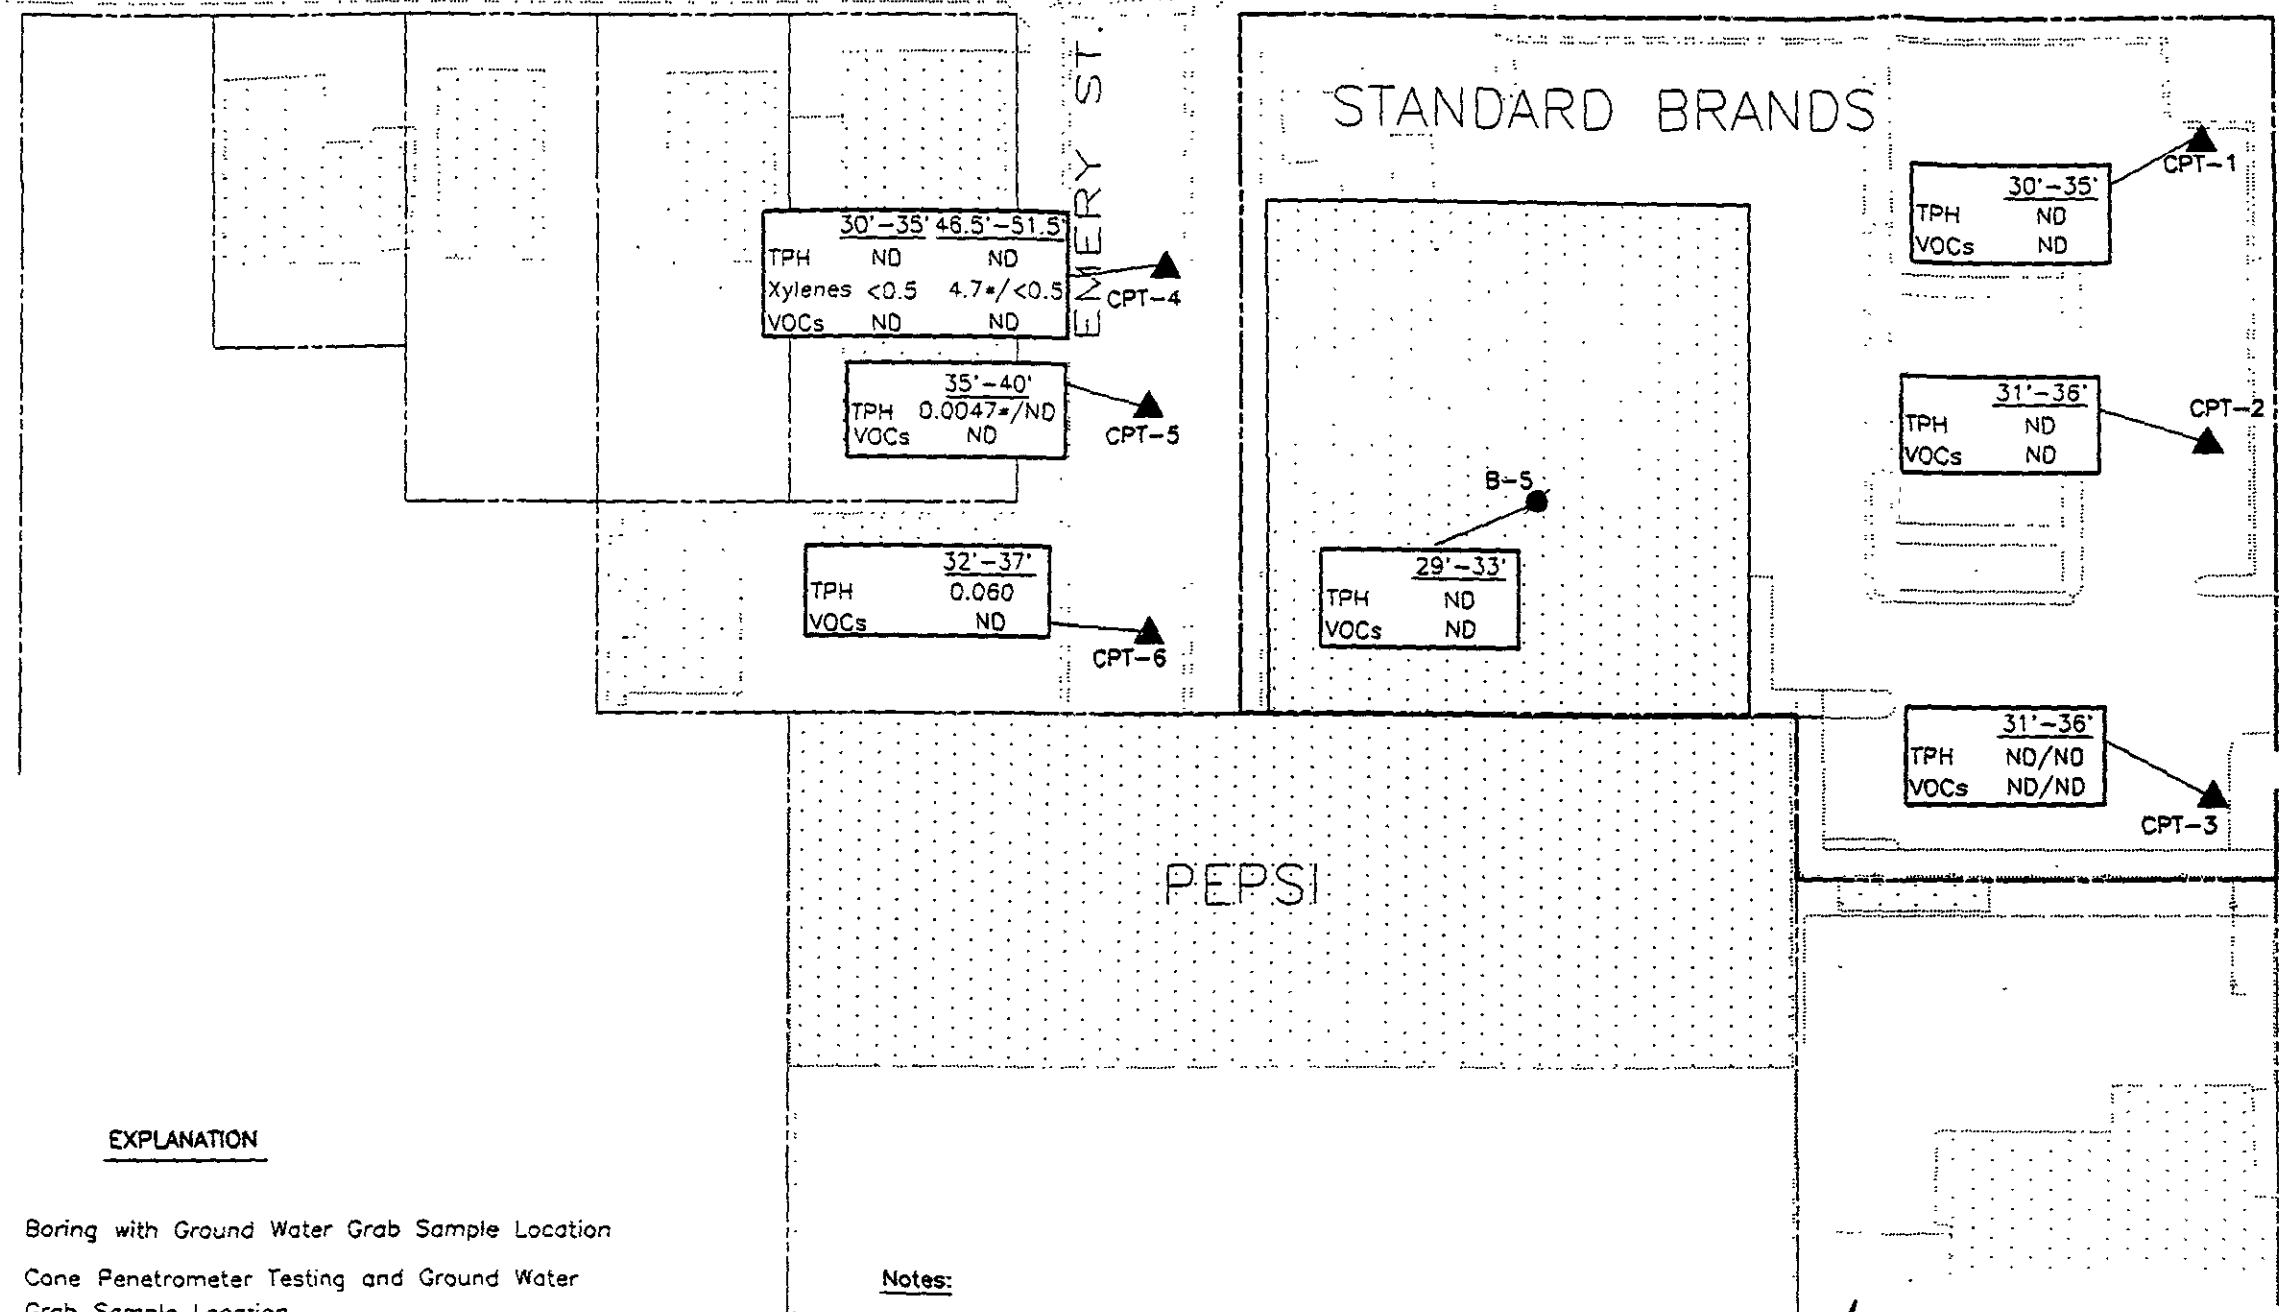 EMERY ST.
STANDARD BRANDS
CPT-1
30'-35'
TPH ND
VOCs ND
30'-35' 46.5'-51.5'
TPH ND ND
Xylenes <0.5 4.7*/<0.5
VOCs ND ND
CPT-4
35'-40'
TPH 0.0047*/ND
VOCs ND
CPT-5
31'-36'
TPH ND
VOCs ND
CPT-2
B-5
32'-37'
TPH 0.060
VOCs ND
CPT-6
29'-33'
TPH ND
VOCs ND
31'-36'
TPH ND/ND
VOCs ND/ND
CPT-3
PEPSI
EXPLANATION
Boring with Ground Water Grab Sample Location
Cone Penetrometer Testing and Ground Water
Grab Sample Location
Notes: